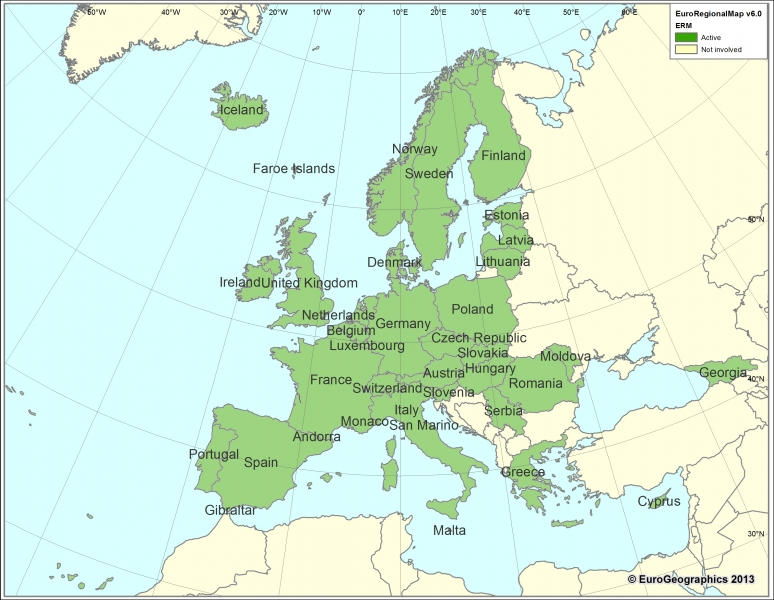 50°W
40°W
30°W
20°W
10°W
0°
10°E
20°E
30°E
40°E
50°E
EuroRegionalMap v6.0
ERM
Active
Not involved
Iceland
Norway
Finland
Faroe Islands
Sweden
Estonia
50°N
Latvia
Denmark
Lithuania
Ireland
United Kingdom
Netherlands
Poland
Belgium
Germany
Czech Republic
Luxembourg
Slovakia
Moldova
Hungary
Georgia
40°N
France
Austria
Switzerland
Romania
Slovenia
Italy
Serbia
Monaco
San Marino
Andorra
Portugal
Spain
Greece
Cyprus
Gibraltar
Malta
30°N
© EuroGeographics 2013